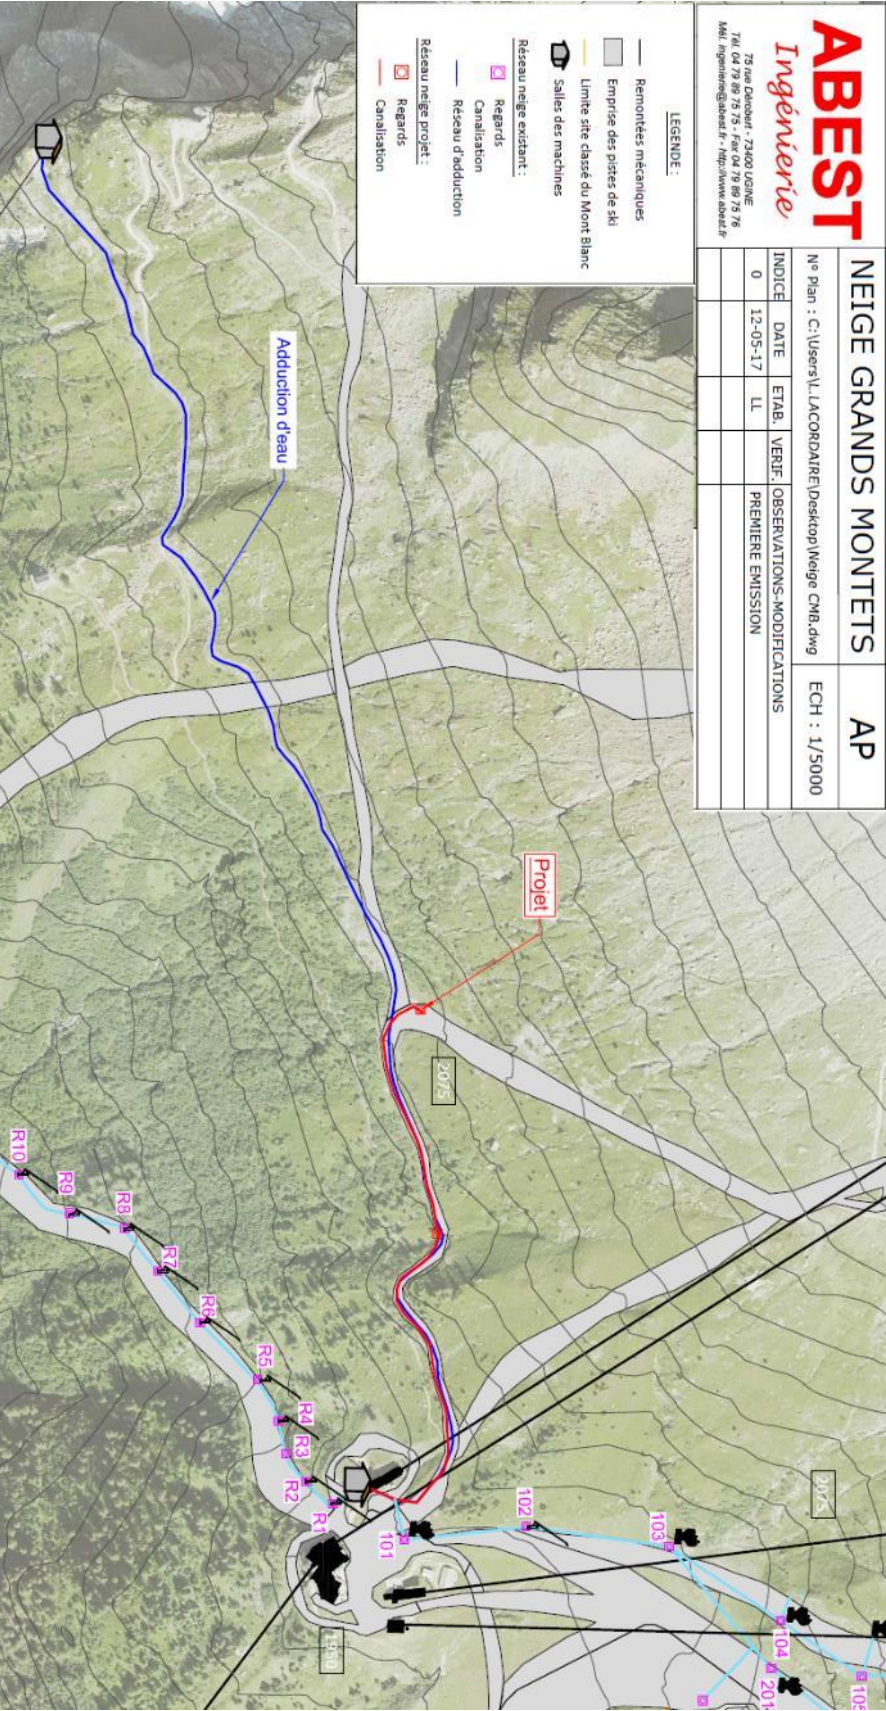 ABEST
Ingénierie
75 rue Dérobert - 73400 UGINE
Tél. 04 79 89 75 75 - Fax 04 79 89 75 76
Mél. ingenierie@abest.fr - http://www.abest.fr
NEIGE GRANDS MONTETS
AP
N° Plan : C:\Users\L.LACORDAIRE\Desktop\Neige CMB.dwg
ECH : 1/5000
INDICE DATE ETAB. VERIF. OBSERVATIONS-MODIFICATIONS
0 12-05-17 LL PREMIERE EMISSION
LEGENDE :
Remontées mécaniques
Emprise des pistes de ski
Limite site classé du Mont Blanc
Salles des machines
Réseau neige existant :
Regards
Canalisation
Réseau d'adduction
Réseau neige projet :
Regards
Canalisation
Adduction d'eau
Projet
2075
2075
1950
R10
R9
R8
R7
R6
R5
R4
R3
R2
R1
101
102
103
104
105
201